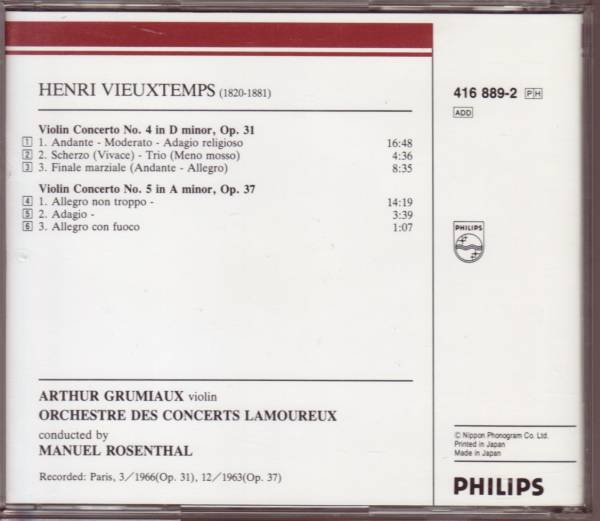 HENRI VIEUXTEMPS (1820-1881)
Violin Concerto No. 4 in D minor, Op. 31
1 1. Andante - Moderato - Adagio religioso 16:48
2 2. Scherzo (Vivace) - Trio (Meno mosso) 4:36
3 3. Finale marziale (Andante - Allegro) 8:35
Violin Concerto No. 5 in A minor, Op. 37
4 1. Allegro non troppo - 14:19
5 2. Adagio - 3:39
6 3. Allegro con fuoco 1:07
ARTHUR GRUMIAUX violin
ORCHESTRE DES CONCERTS LAMOUREUX
conducted by
MANUEL ROSENTHAL
Recorded: Paris, 3/1966(Op. 31), 12/1963(Op. 37)
416 889-2 PH
ADD
PHILIPS
© Nippon Phonogram Co. Ltd.
Printed in Japan
Made in Japan
PHILIPS